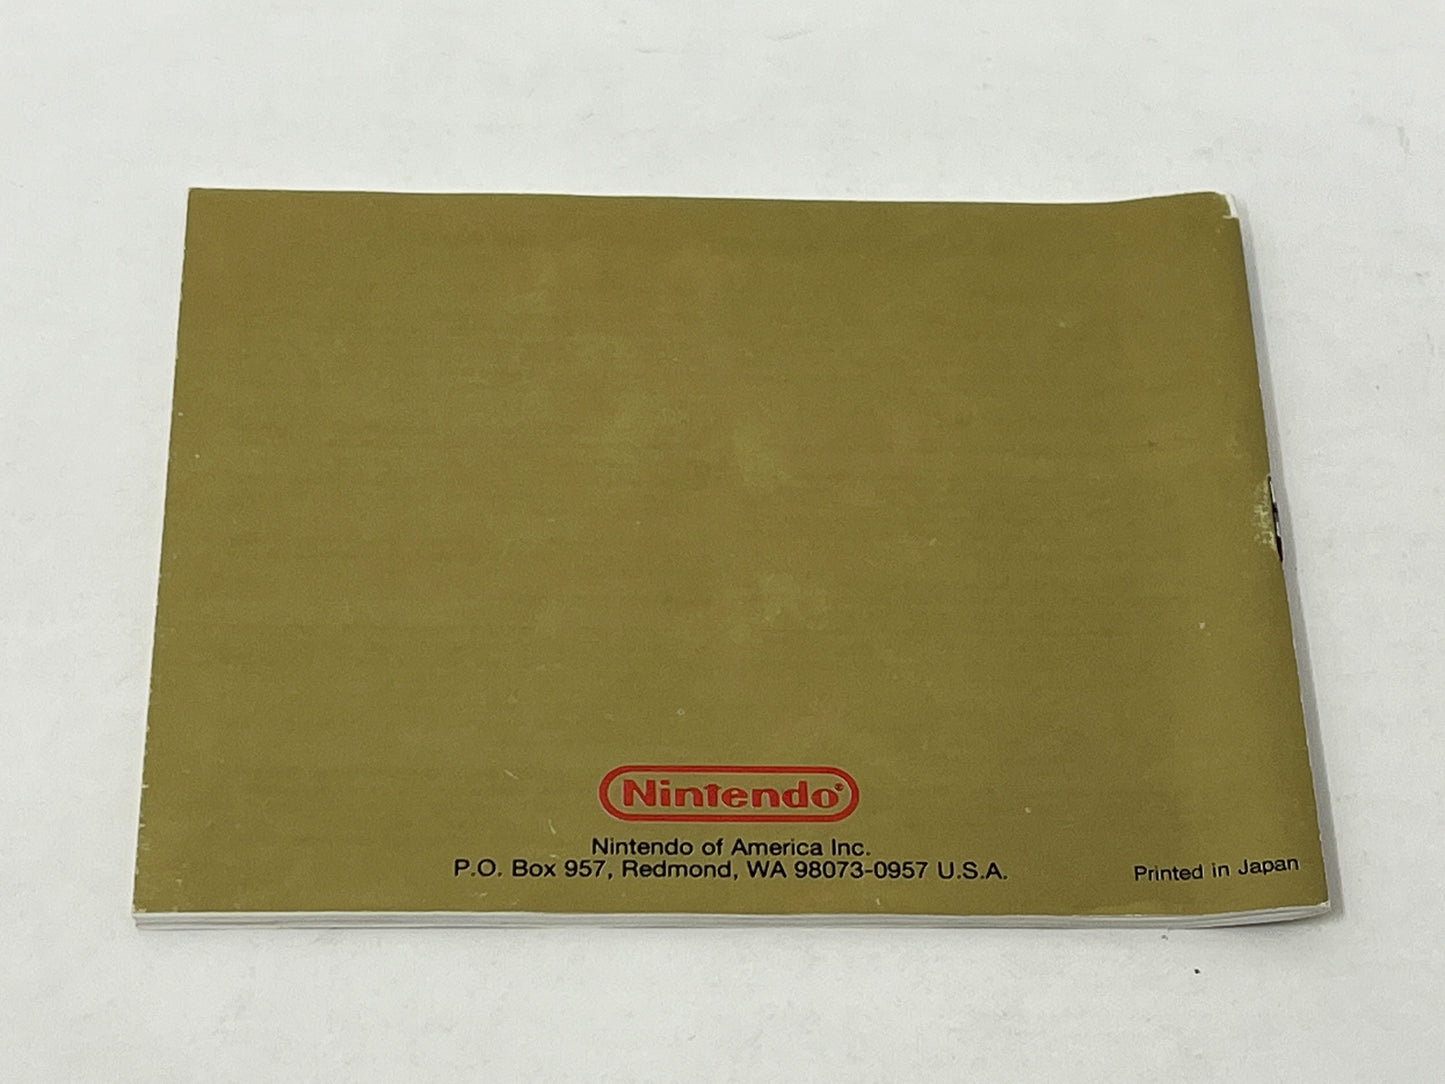 Nintendo®
Nintendo of America Inc.
P.O. Box 957, Redmond, WA 98073-0957 U.S.A.
Printed in Japan